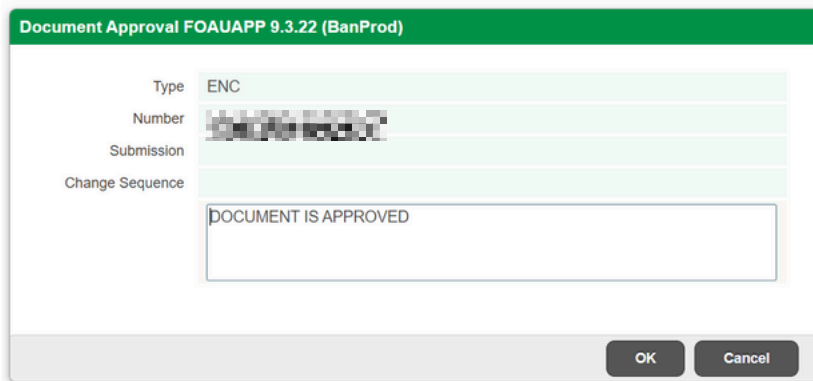 Document Approval FOAUAPP 9.3.22 (BanProd)
Type ENC
Number
Submission
Change Sequence
DOCUMENT IS APPROVED
OK Cancel